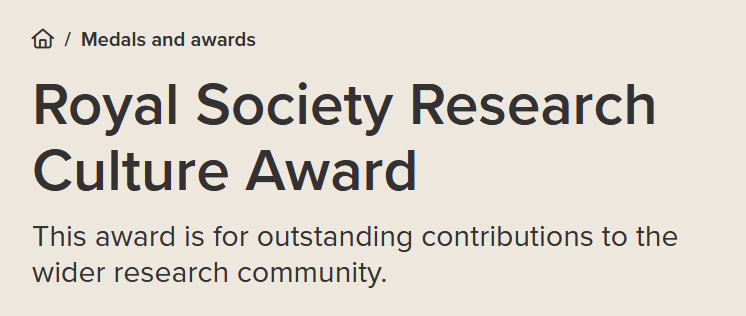 / Medals and awards
Royal Society Research
Culture Award
This award is for outstanding contributions to the
wider research community.